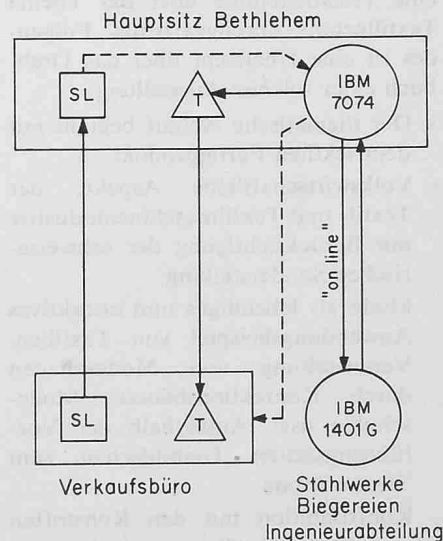 Hauptsitz Bethlehem
SL
T
IBM
7074
"on line"
SL
T
IBM
1401 G
Verkaufsbüro
Stahlwerke
Biegereien
Ingenieurabteilung